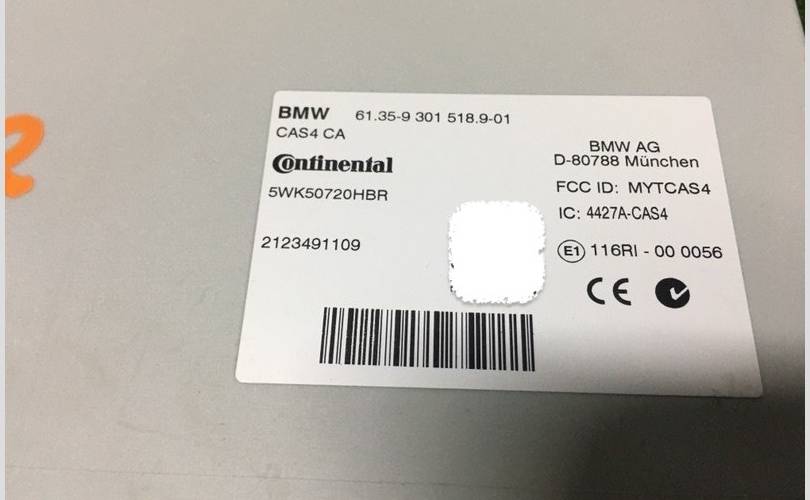 BMW 61.35-9 301 518.9-01
CAS4 CA
Continental
5WK50720HBR
2123491109
BMW AG
D-80788 München
FCC ID: MYTCAS4
IC: 4427A-CAS4
E1 116RI - 00 0056
CE